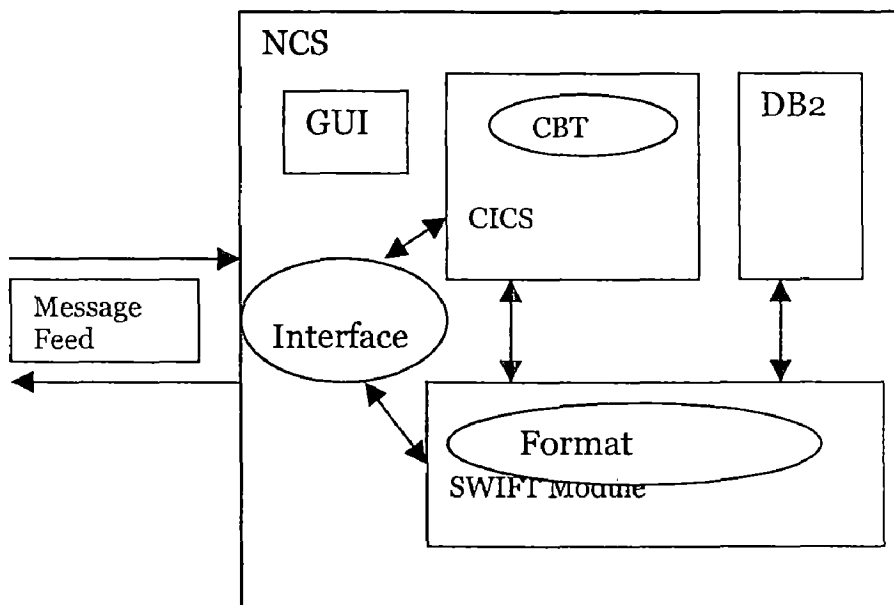 NCS
GUI
CBT
CICS
DB2
Message
Feed
Interface
Format
SWIFT Module